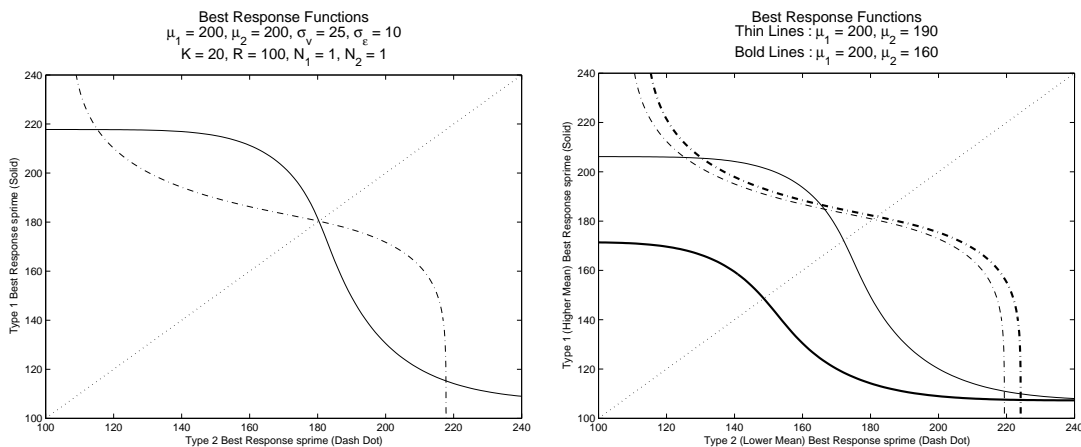 Best Response Functions
μ1 = 200, μ2 = 200, σv = 25, σε = 10
K = 20, R = 100, N1 = 1, N2 = 1
240
220
200
180
160
140
120
100
100 120 140 160 180 200 220 240
Type 1 Best Response sprime (Solid)
Type 2 Best Response sprime (Dash Dot)
Best Response Functions
Thin Lines : μ1 = 200, μ2 = 190
Bold Lines : μ1 = 200, μ2 = 160
240
220
200
180
160
140
120
100
100 120 140 160 180 200 220 240
Type 1 (Higher Mean) Best Response sprime (Solid)
Type 2 (Lower Mean) Best Response sprime (Dash Dot)